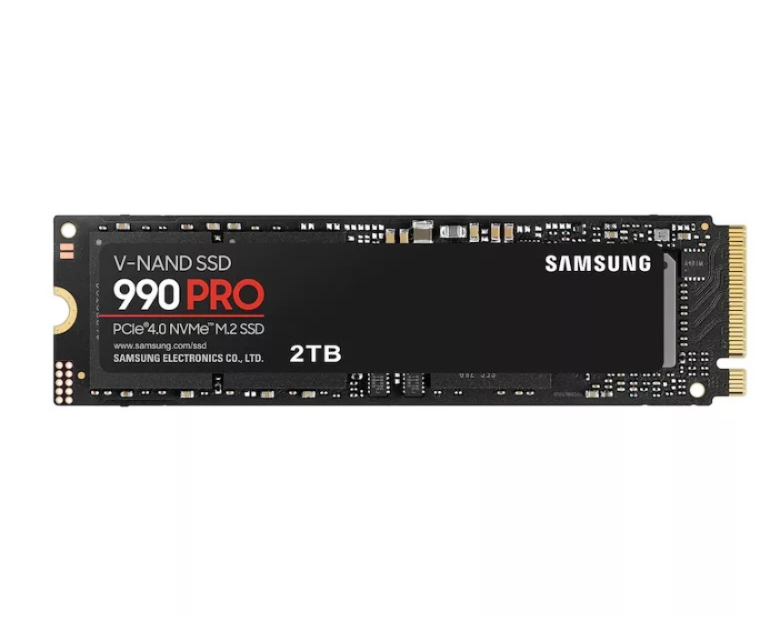 V-NAND SSD
SAMSUNG
990 PRO
PCIe® 4.0 NVMe™ M.2 SSD
www.samsung.com/ssd
SAMSUNG ELECTRONICS CO., LTD.
2TB